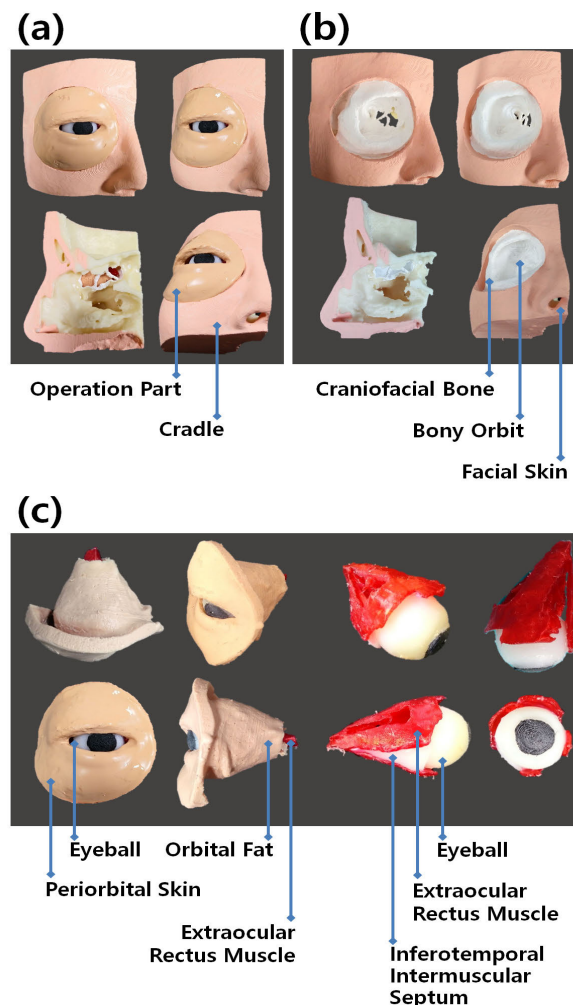 (a)
(b)
Operation Part
Cradle
Craniofacial Bone
Bony Orbit
Facial Skin
(c)
Eyeball
Orbital Fat
Eyeball
Periorbital Skin
Extraocular
Rectus Muscle
Extraocular
Rectus Muscle
Inferotemporal
Intermuscular
Septum